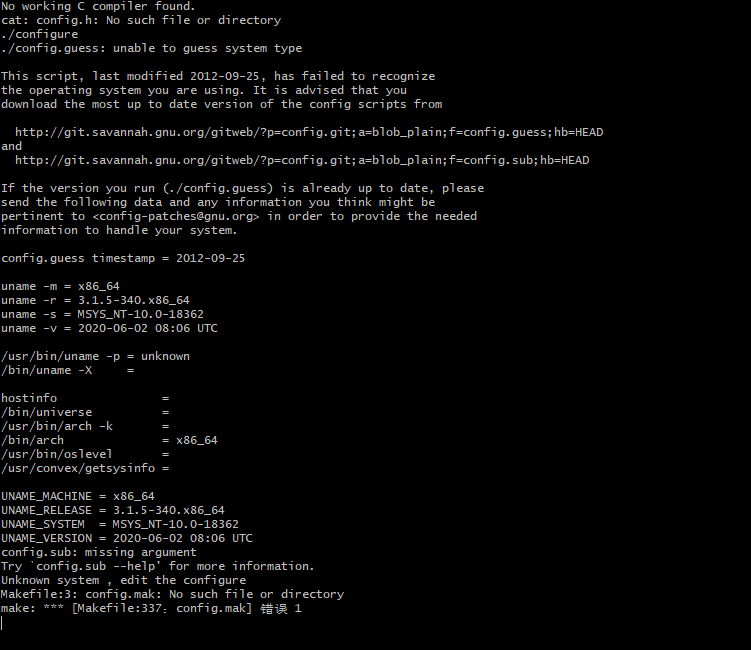 No working C compiler found.
cat: config.h: No such file or directory
./configure
./config.guess: unable to guess system type
This script, last modified 2012-09-25, has failed to recognize
the operating system you are using. It is advised that you
download the most up to date version of the config scripts from
http://git.savannah.gnu.org/gitweb/?p=config.git;a=blob_plain;f=config.guess;hb=HEAD
and
http://git.savannah.gnu.org/gitweb/?p=config.git;a=blob_plain;f=config.sub;hb=HEAD
If the version you run (./config.guess) is already up to date, please
send the following data and any information you think might be
pertinent to <config-patches@gnu.org> in order to provide the needed
information to handle your system.
config.guess timestamp = 2012-09-25
uname -m = x86_64
uname -r = 3.1.5-340.x86_64
uname -s = MSYS_NT-10.0-18362
uname -v = 2020-06-02 08:06 UTC
/usr/bin/uname -p = unknown
/bin/uname -X     =
hostinfo               =
/bin/universe          =
/usr/bin/arch -k       =
/bin/arch              = x86_64
/usr/bin/oslevel       =
/usr/convex/getsysinfo =
UNAME_MACHINE = x86_64
UNAME_RELEASE = 3.1.5-340.x86_64
UNAME_SYSTEM  = MSYS_NT-10.0-18362
UNAME_VERSION = 2020-06-02 08:06 UTC
config.sub: missing argument
Try `config.sub --help' for more information.
Unknown system , edit the configure
Makefile:3: config.mak: No such file or directory
make: *** [Makefile:337：config.mak] 错误 1